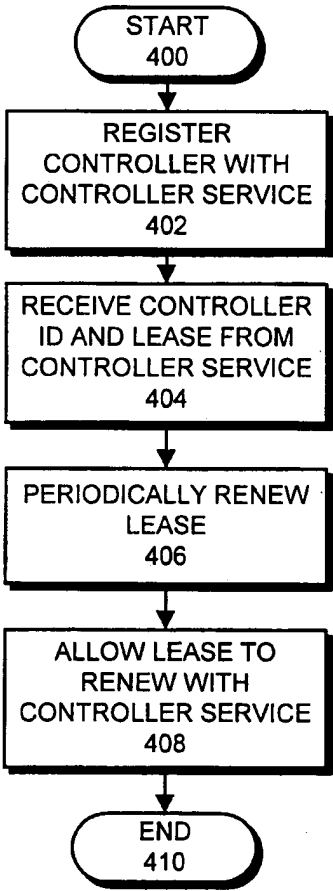 START
400
REGISTER
CONTROLLER WITH
CONTROLLER SERVICE
402
RECEIVE CONTROLLER
ID AND LEASE FROM
CONTROLLER SERVICE
404
PERIODICALLY RENEW
LEASE
406
ALLOW LEASE TO
RENEW WITH
CONTROLLER SERVICE
408
END
410